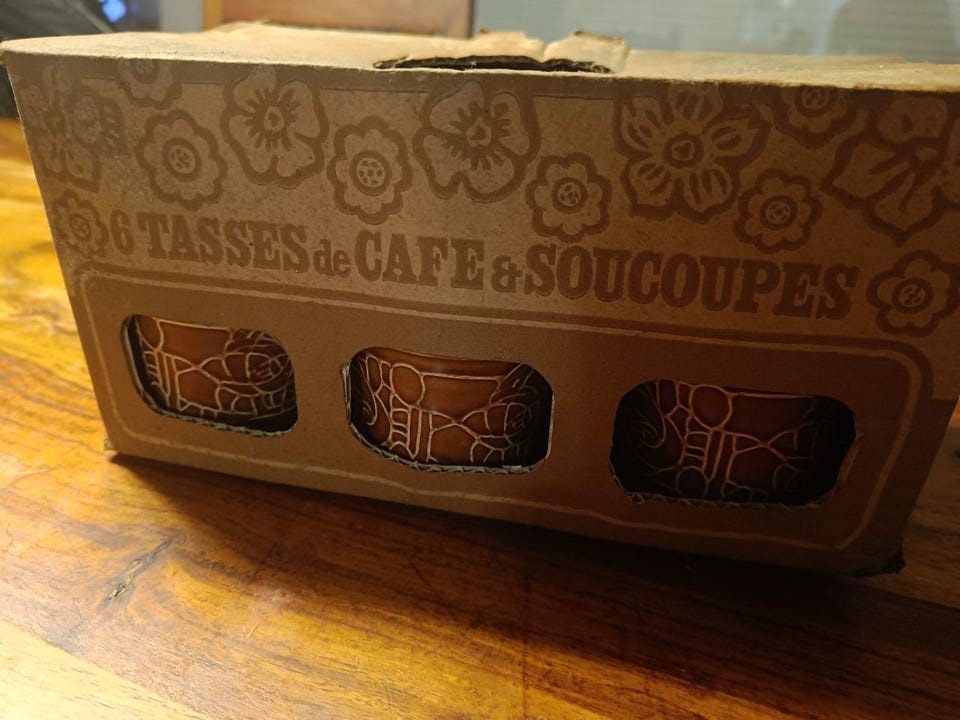 6 TASSES de CAFE & SOUCOUPES